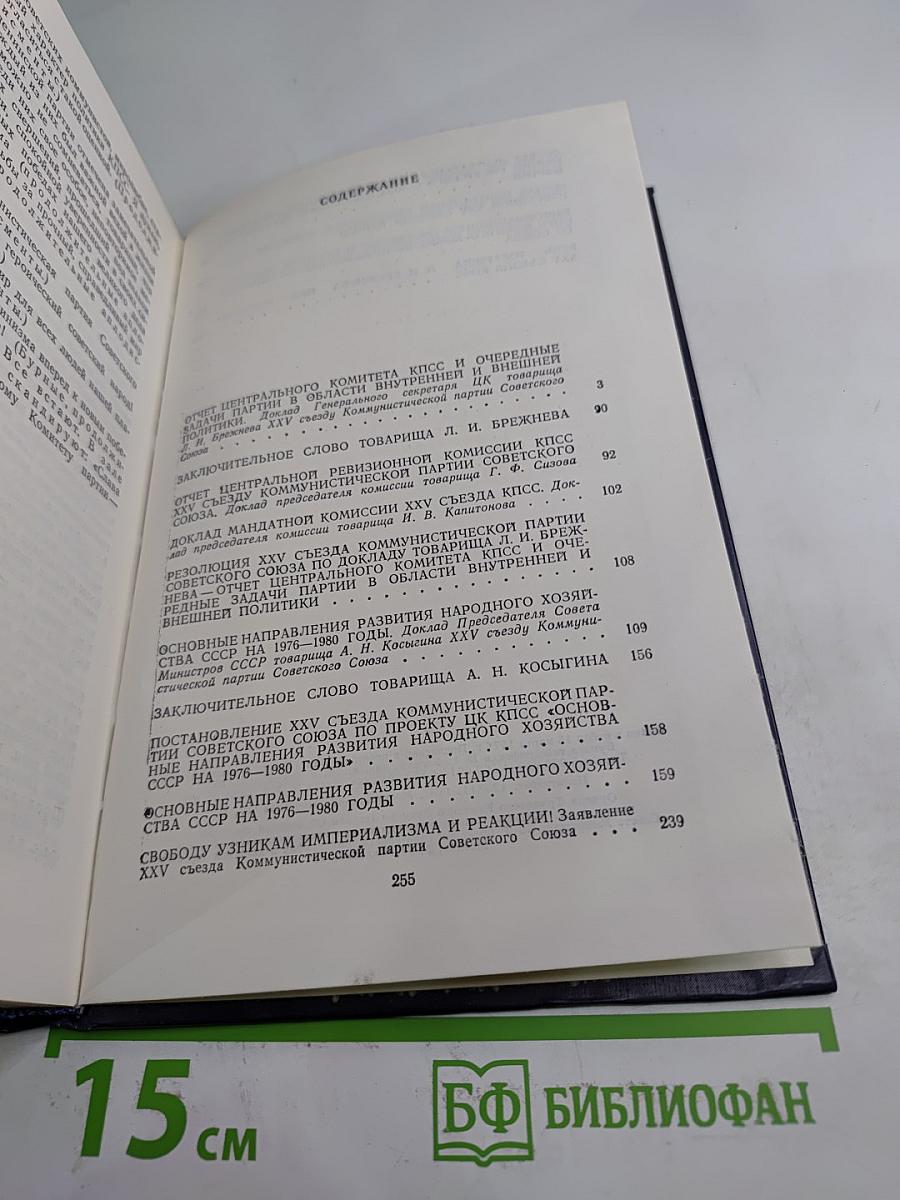 СОДЕРЖАНИЕ
ОТЧЕТ ЦЕНТРАЛЬНОГО КОМИТЕТА КПСС И ОЧЕРЕДНЫЕ
ЗАДАЧИ ПАРТИИ В ОБЛАСТИ ВНУТРЕННЕЙ И ВНЕШНЕЙ
ПОЛИТИКИ. Доклад Генерального секретаря ЦК товарища
Л. И. Брежнева XXV съезду Коммунистической партии Советского
Союза . . . . . . . . . . . . . . . . . . . . 3
ЗАКЛЮЧИТЕЛЬНОЕ СЛОВО ТОВАРИЩА Л. И. БРЕЖНЕВА 90
ОТЧЕТ ЦЕНТРАЛЬНОЙ РЕВИЗИОННОЙ КОМИССИИ КПСС
XXV СЪЕЗДУ КОММУНИСТИЧЕСКОЙ ПАРТИИ СОВЕТСКОГО
СОЮЗА. Доклад председателя комиссии товарища Г. Ф. Сизова 92
ДОКЛАД МАНДАТНОЙ КОМИССИИ XXV СЪЕЗДА КПСС. Док-
лад председателя комиссии товарища И. В. Капитонова . . . . 102
РЕЗОЛЮЦИЯ XXV СЪЕЗДА КОММУНИСТИЧЕСКОЙ ПАРТИИ
СОВЕТСКОГО СОЮЗА ПО ДОКЛАДУ ТОВАРИЩА Л. И. БРЕЖ-
НЕВА — ОТЧЕТ ЦЕНТРАЛЬНОГО КОМИТЕТА КПСС И ОЧЕ-
РЕДНЫЕ ЗАДАЧИ ПАРТИИ В ОБЛАСТИ ВНУТРЕННЕЙ И
ВНЕШНЕЙ ПОЛИТИКИ . . . . . . . . . . . . . . 108
ОСНОВНЫЕ НАПРАВЛЕНИЯ РАЗВИТИЯ НАРОДНОГО ХОЗЯЙ-
СТВА СССР НА 1976—1980 ГОДЫ. Доклад Председателя Совета
Министров СССР товарища А. Н. Косыгина XXV съезду Коммуни-
стической партии Советского Союза . . . . . . . . . . 109
ЗАКЛЮЧИТЕЛЬНОЕ СЛОВО ТОВАРИЩА А. Н. КОСЫГИНА 156
ПОСТАНОВЛЕНИЕ XXV СЪЕЗДА КОММУНИСТИЧЕСКОЙ ПАР-
ТИИ СОВЕТСКОГО СОЮЗА ПО ПРОЕКТУ ЦК КПСС «ОСНОВ-
НЫЕ НАПРАВЛЕНИЯ РАЗВИТИЯ НАРОДНОГО ХОЗЯЙСТВА
СССР НА 1976—1980 ГОДЫ» . . . . . . . . . . . . 158
ОСНОВНЫЕ НАПРАВЛЕНИЯ РАЗВИТИЯ НАРОДНОГО ХОЗЯЙ-
СТВА СССР НА 1976—1980 ГОДЫ . . . . . . . . . . 159
СВОБОДУ УЗНИКАМ ИМПЕРИАЛИЗМА И РЕАКЦИИ! Заявление
XXV съезда Коммунистической партии Советского Союза . . . 239
255
15 см
БФ БИБЛИОФАН